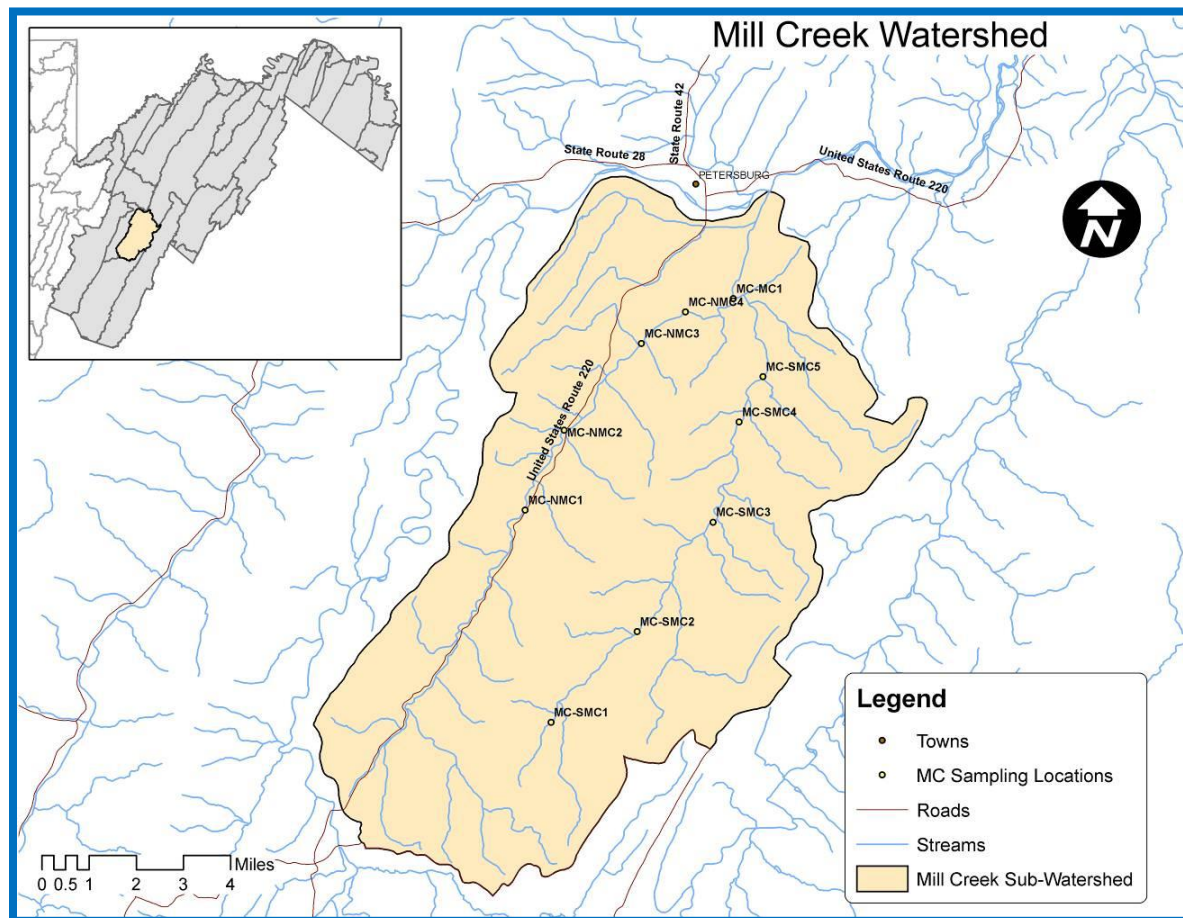 Mill Creek Watershed
State Route 42
State Route 28
United States Route 220
PETERSBURG
N
MC-MC1
MC-NMC4
MC-NMC3
MC-SMC5
United States Route 220
MC-SMC4
MC-NMC2
MC-NMC1
MC-SMC3
MC-SMC2
MC-SMC1
Legend
Towns
MC Sampling Locations
Roads
Streams
Mill Creek Sub-Watershed
Miles
0 0.5 1 2 3 4